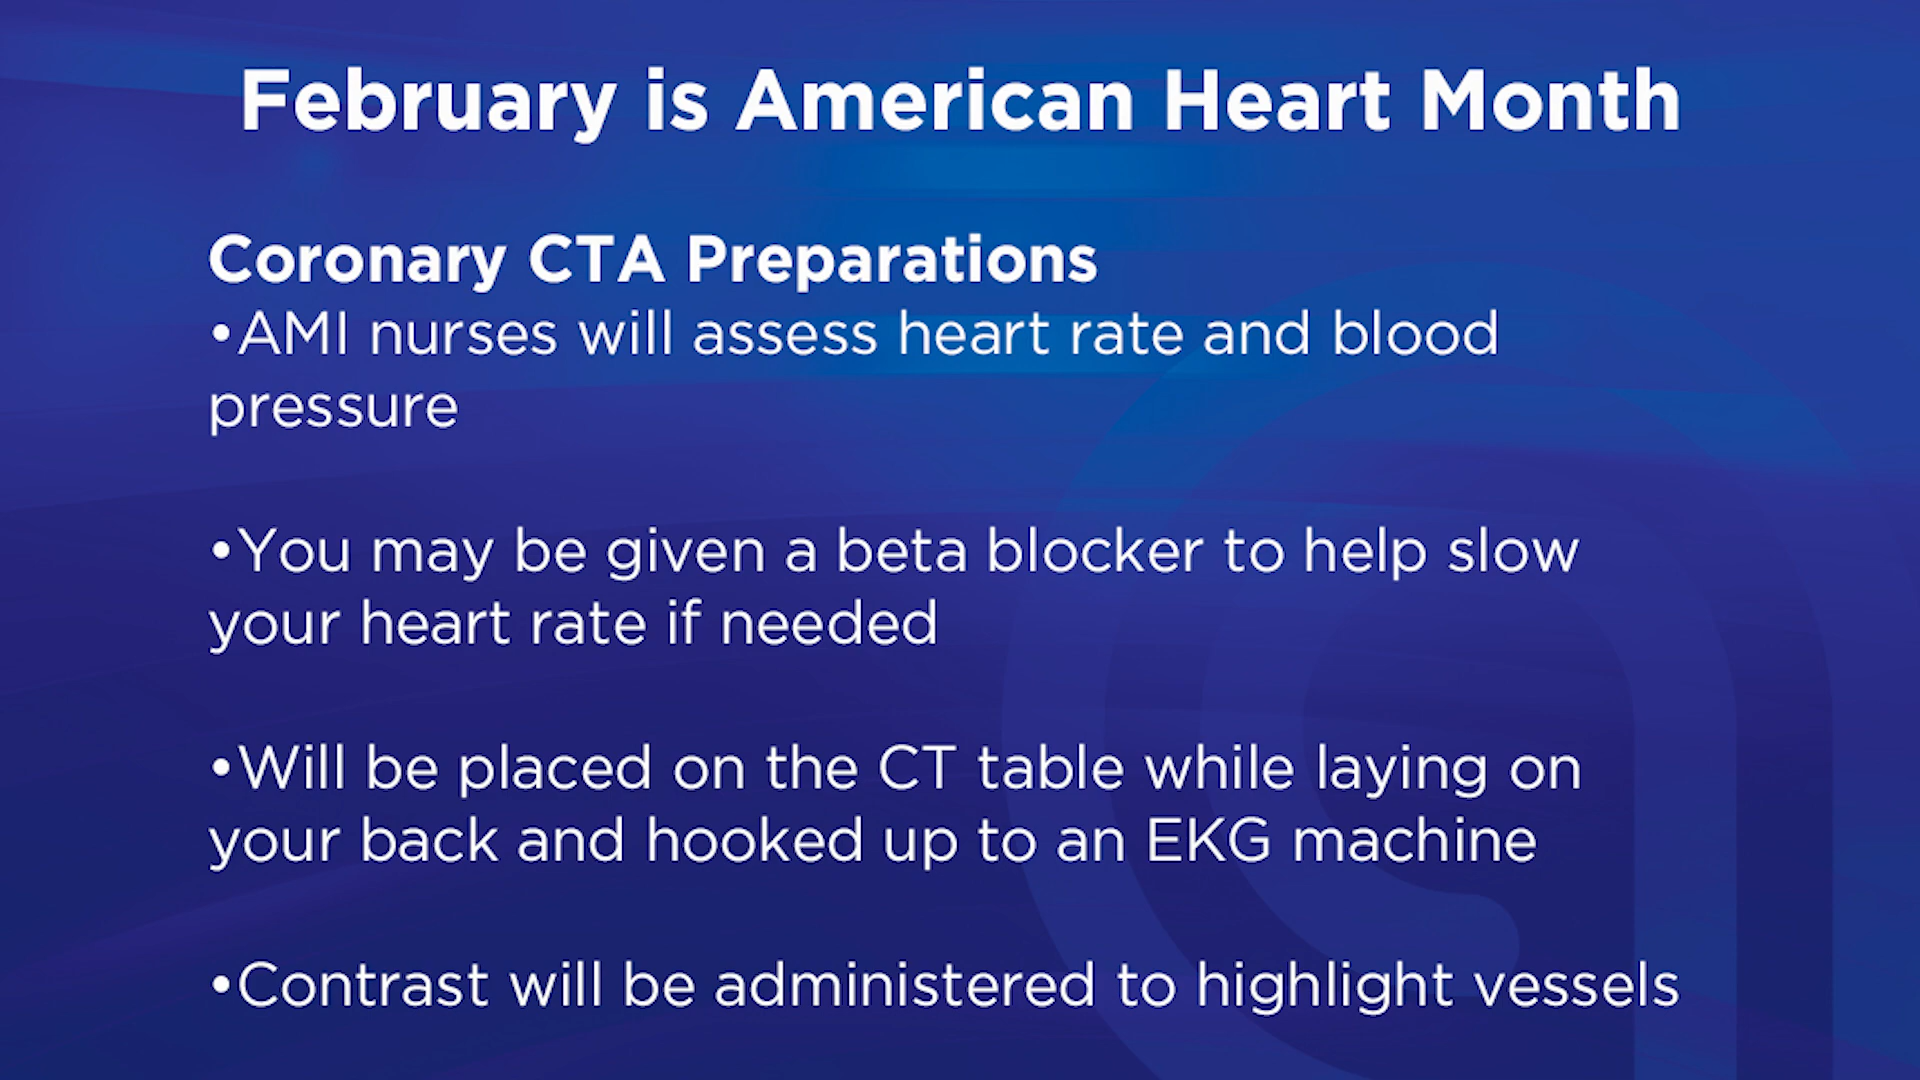 February is American Heart Month
Coronary CTA Preparations
•AMI nurses will assess heart rate and blood
pressure
•You may be given a beta blocker to help slow
your heart rate if needed
•Will be placed on the CT table while laying on
your back and hooked up to an EKG machine
•Contrast will be administered to highlight vessels